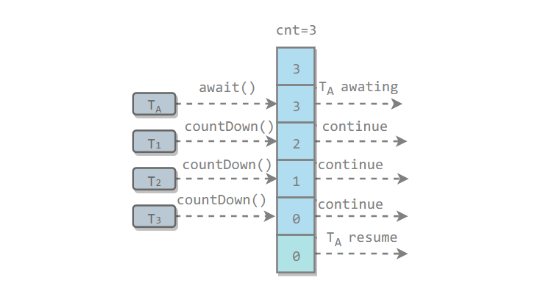 cnt=3
3
await() T_A awating
T_A 3
countDown() continue
T_1 2
countDown() continue
T_2 1
countDown() continue
T_3 0
T_A resume
0